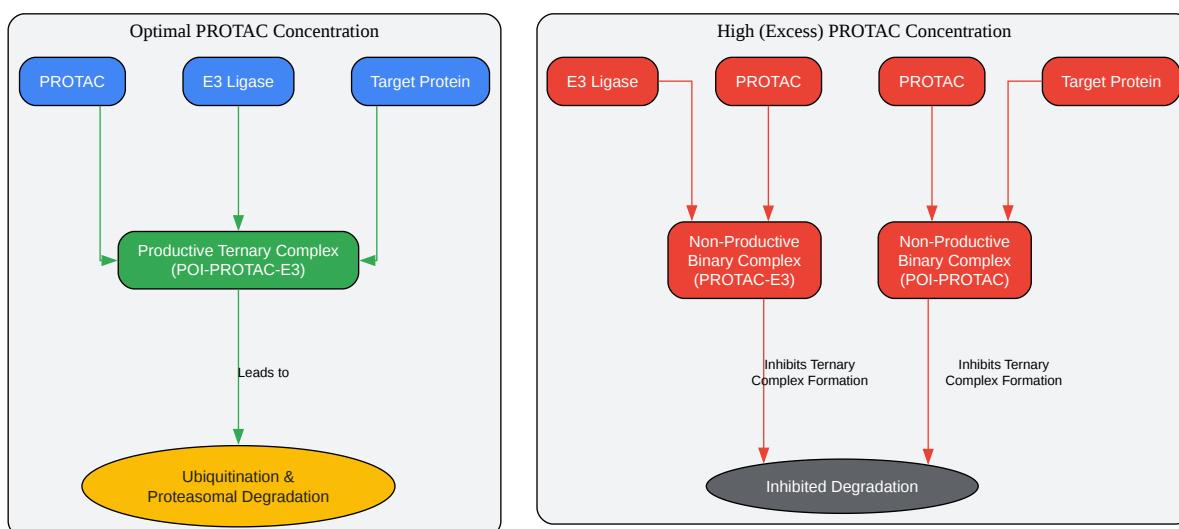 Optimal PROTAC Concentration
PROTAC
E3 Ligase
Target Protein
Productive Ternary Complex
(POI-PROTAC-E3)
Leads to
Ubiquitination &
Proteasomal Degradation
High (Excess) PROTAC Concentration
E3 Ligase
PROTAC
PROTAC
Target Protein
Non-Productive
Binary Complex
(PROTAC-E3)
Non-Productive
Binary Complex
(POI-PROTAC)
Inhibits Ternary
Complex Formation
Inhibits Ternary
Complex Formation
Inhibited Degradation